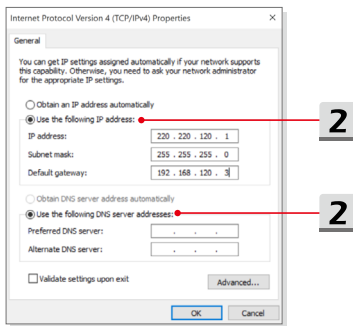 Internet Protocol Version 4 (TCP/IPv4) Properties
General
You can get IP settings assigned automatically if your network supports
this capability. Otherwise, you need to ask your network administrator
for the appropriate IP settings.
Obtain an IP address automatically
Use the following IP address:
2
IP address: 220 . 220 . 120 . 1
Subnet mask: 255 . 255 . 255 . 0
Default gateway: 192 . 168 . 120 . 3
Obtain DNS server address automatically
Use the following DNS server addresses:
2
Preferred DNS server: . . .
Alternate DNS server: . . .
Validate settings upon exit
Advanced...
OK Cancel